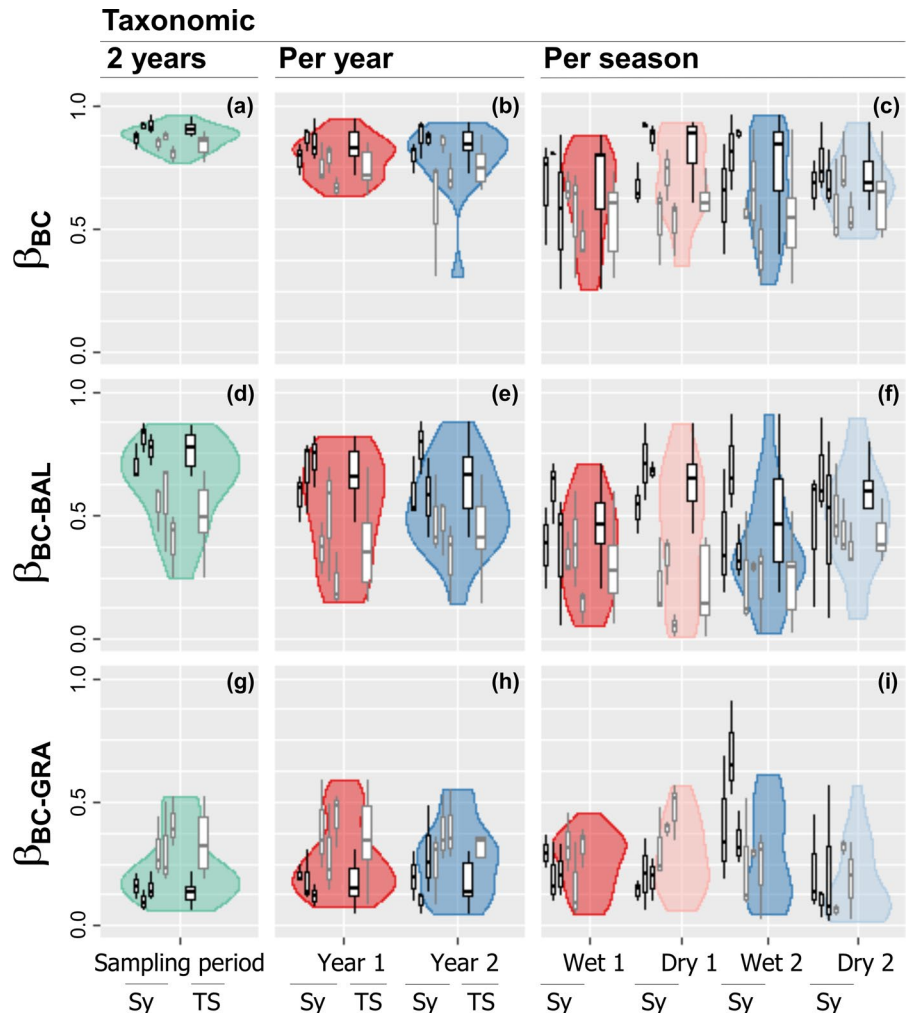 Taxonomic
2 years Per year Per season
βBC
1.0
0.5
0.0
(a) (b) (c)
βBC-BAL
1.0
0.5
0.0
(d) (e) (f)
βBC-GRA
1.0
0.5
0.0
(g) (h) (i)
Sampling period Year 1 Year 2 Wet 1 Dry 1 Wet 2 Dry 2
Sy TS Sy TS Sy TS Sy Sy Sy Sy